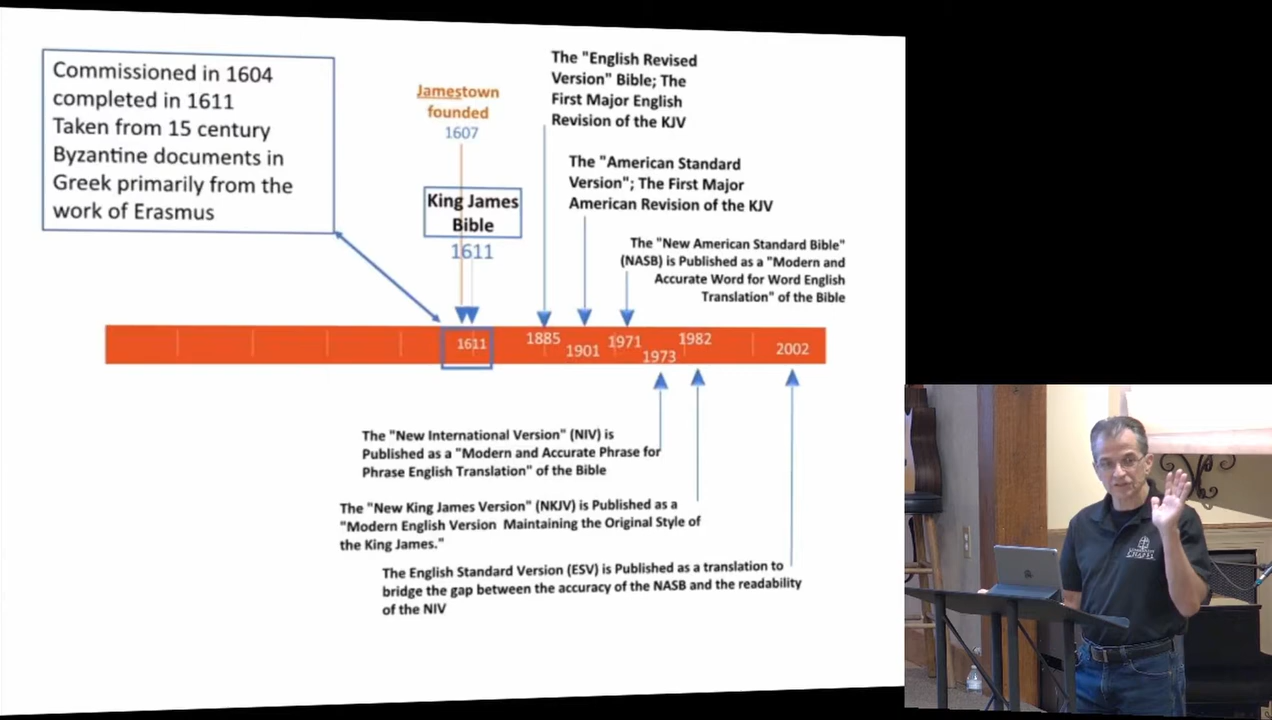 Commissioned in 1604
completed in 1611
Taken from 15 century
Byzantine documents in
Greek primarily from the
work of Erasmus
Jamestown
founded
1607
King James
Bible
1611
The "English Revised
Version" Bible; The
First Major English
Revision of the KJV
The "American Standard
Version"; The First Major
American Revision of the KJV
The "New American Standard Bible"
(NASB) is Published as a "Modern and
Accurate Word for Word English
Translation" of the Bible
1611
1885
1901
1971
1973
1982
2002
The "New International Version" (NIV) is
Published as a "Modern and Accurate Phrase for
Phrase English Translation" of the Bible
The "New King James Version" (NKJV) is Published as a
"Modern English Version Maintaining the Original Style of
the King James."
The English Standard Version (ESV) is Published as a translation to
bridge the gap between the accuracy of the NASB and the readability
of the NIV
CHAPEL